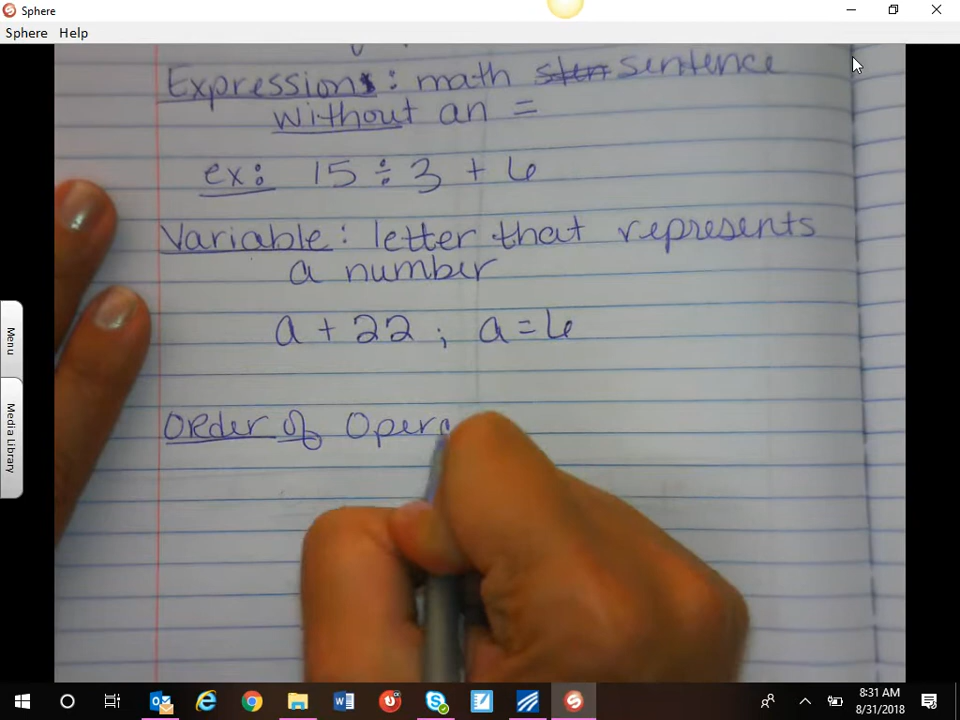 Sphere
Sphere Help
Expressions: math sentence
without an =
ex: 15 ÷ 3 + 6
Variable: letter that represents
a number
a + 22 ; a = 6
Order of Opera
Menu
Media Library
8:31 AM
8/31/2018